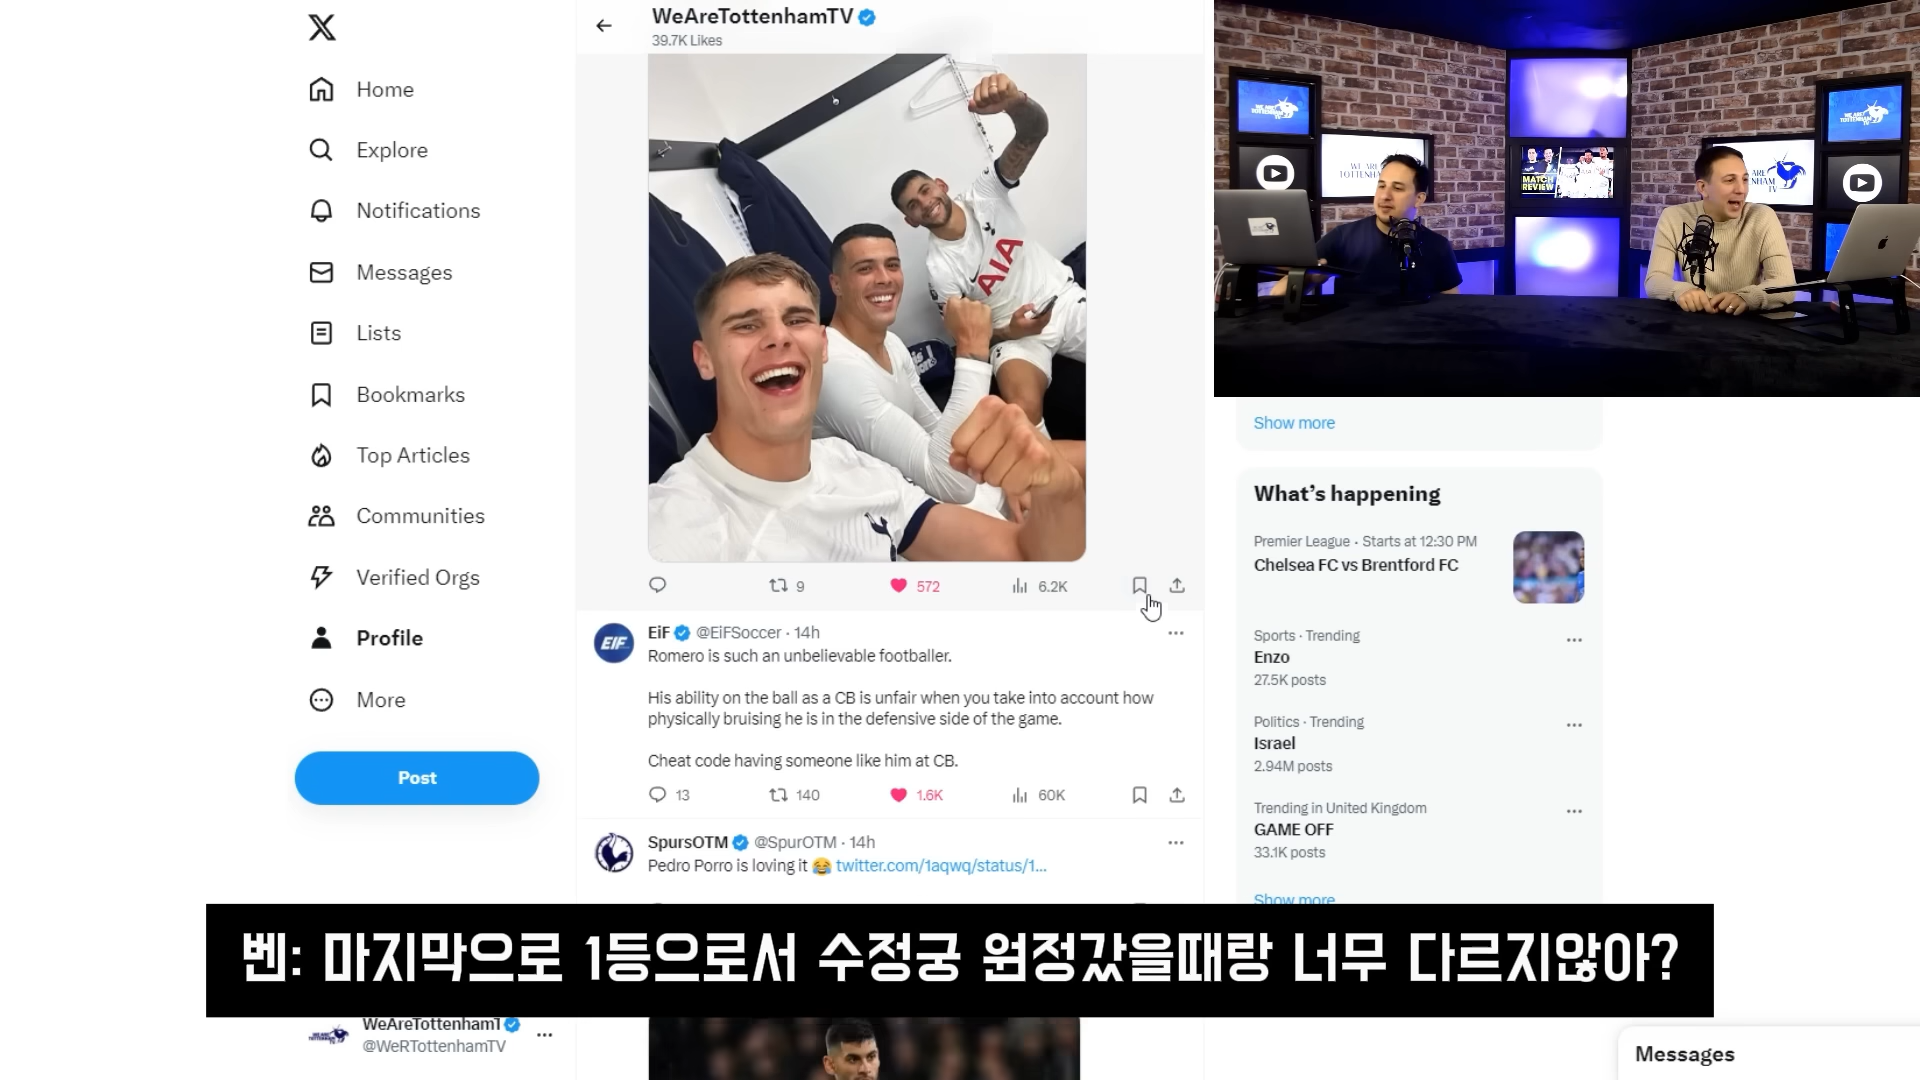 WeAreTottenhamTV
39.7K Likes
Home
Explore
Notifications
Messages
Lists
Bookmarks
Top Articles
Communities
Verified Orgs
Profile
More
Post
WeAreTottenhamT
@WeRTottenhamTV
AIA
9 572 6.2K
EiF @EiFSoccer · 14h
Romero is such an unbelievable footballer.
His ability on the ball as a CB is unfair when you take into account how
physically bruising he is in the defensive side of the game.
Cheat code having someone like him at CB.
13 140 1.6K 60K
SpursOTM @SpurOTM · 14h
Pedro Porro is loving it 😂 twitter.com/1aqwq/status/1...
MATCH
REVIEW
Show more
What's happening
Premier League · Starts at 12:30 PM
Chelsea FC vs Brentford FC
Sports · Trending
Enzo
27.5K posts
Politics · Trending
Israel
2.94M posts
Trending in United Kingdom
GAME OFF
33.1K posts
Show more
벤: 마지막으로 1등으로서 수정궁 원정갔을때랑 너무 다르지않아?
Messages